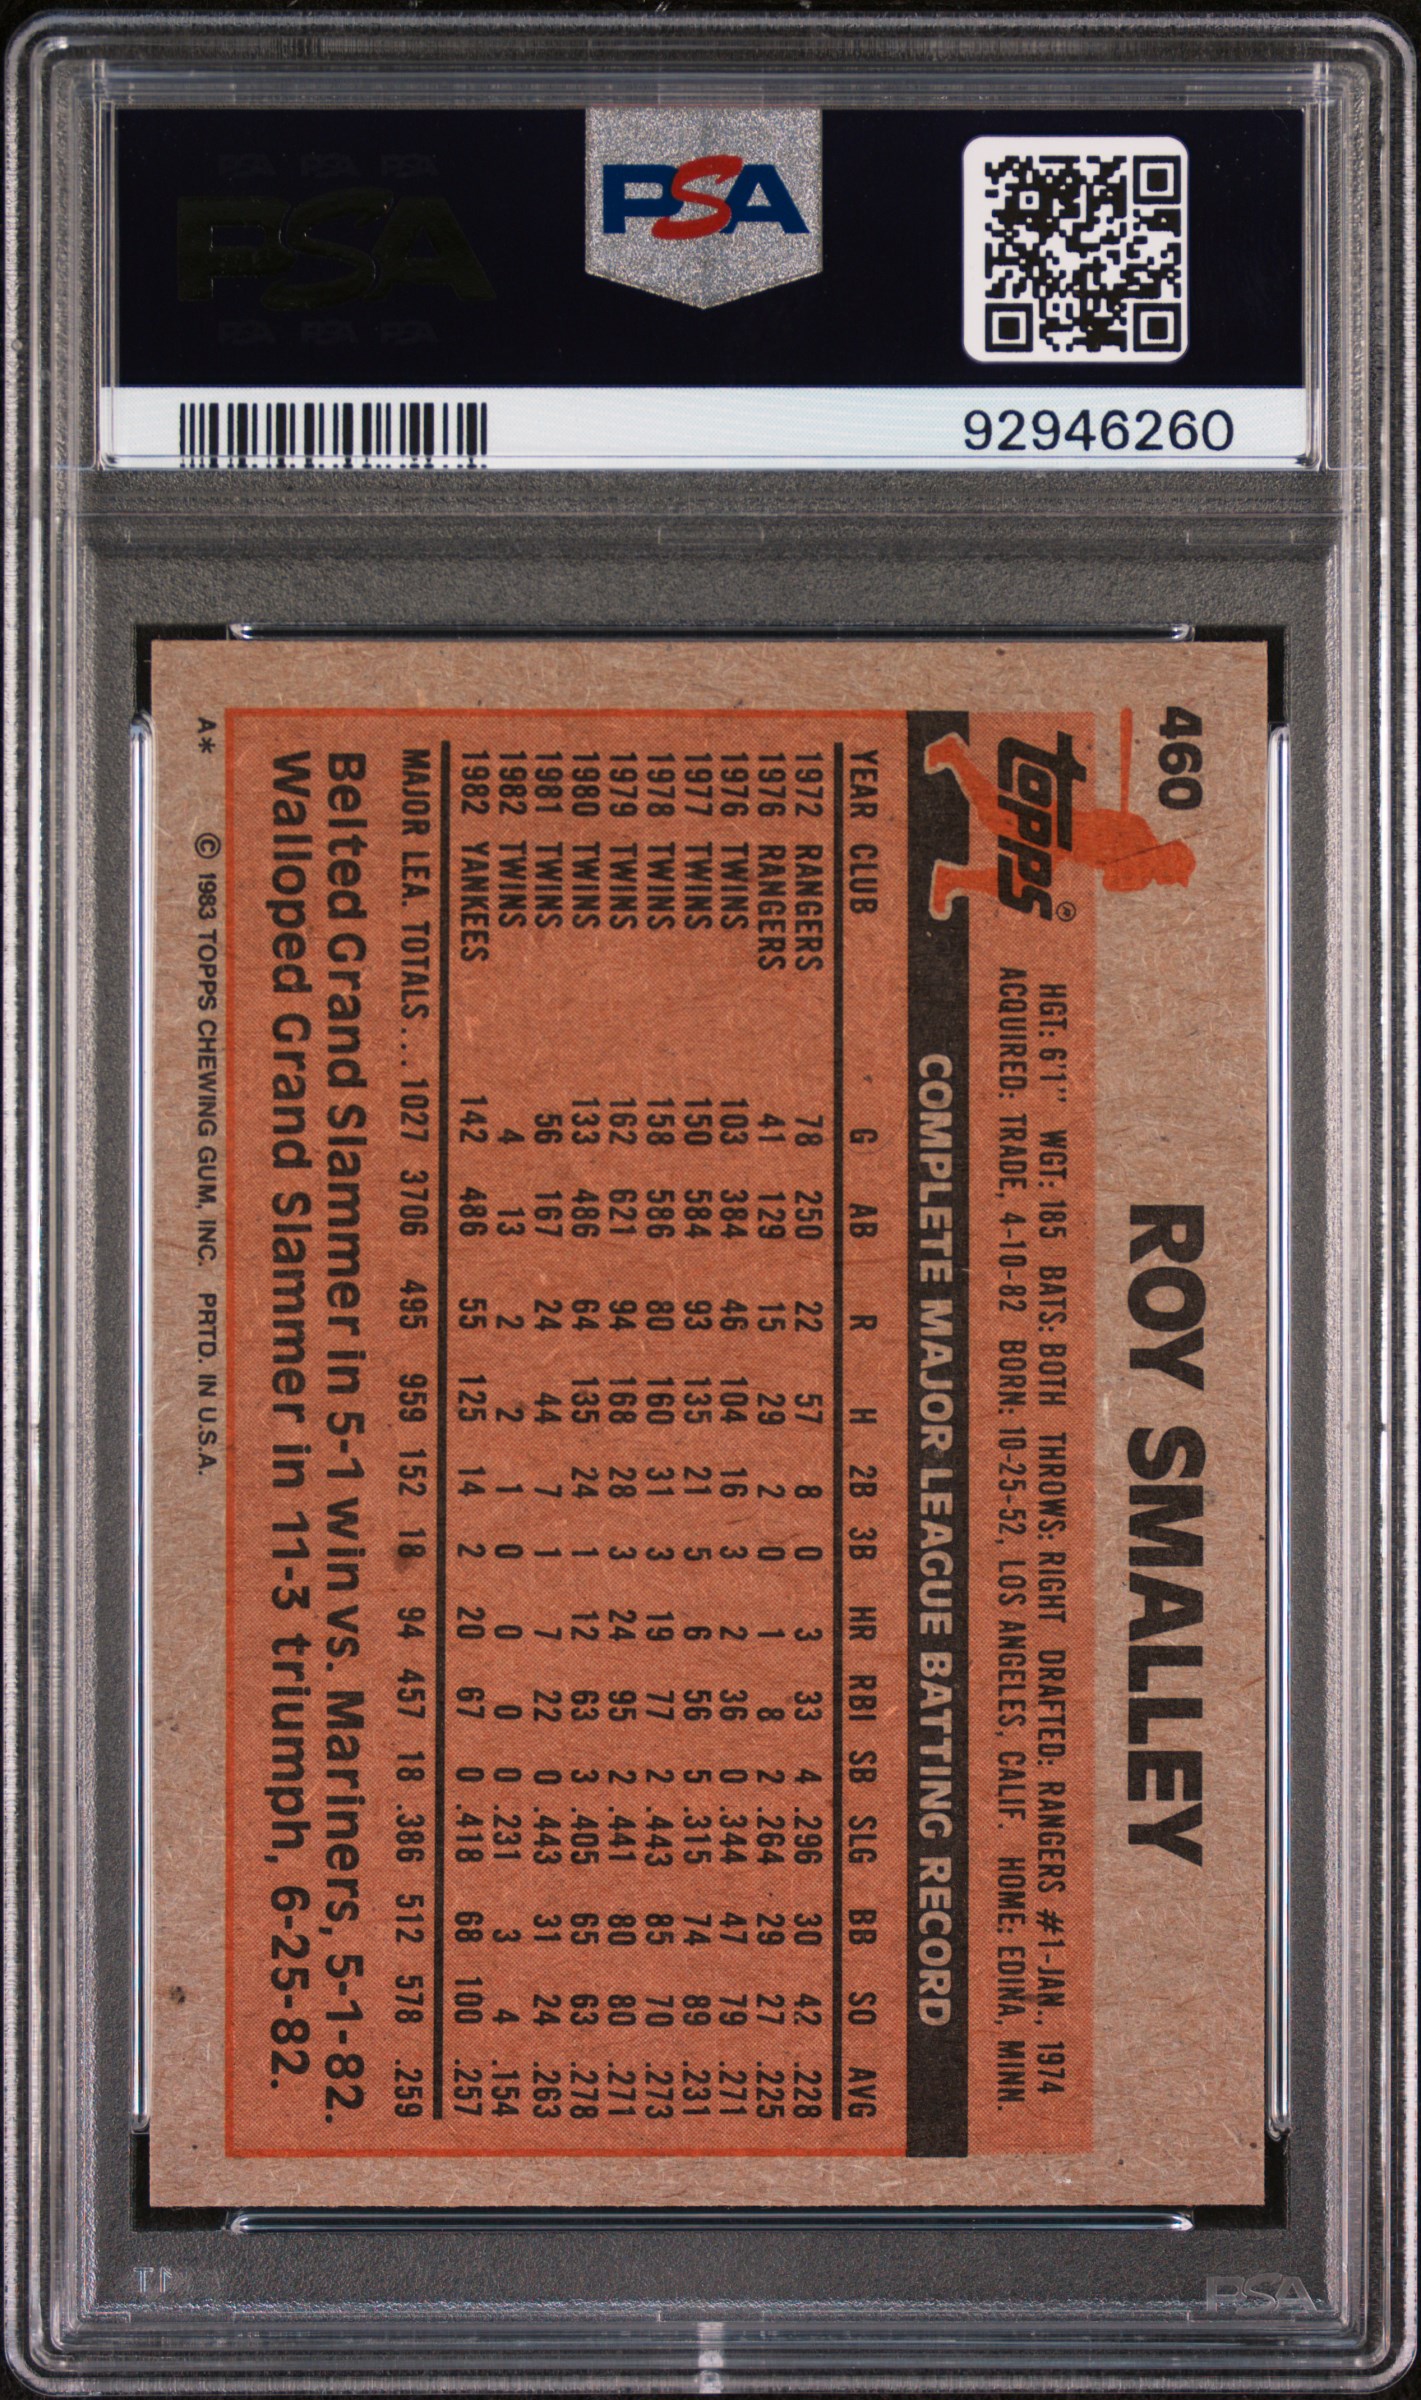 PSA PSA PSA
PSA
PSA PSA PSA
PSA
92946260
460
ROY SMALLEY
Topps®
HGT: 6'1" WGT: 185 BATS: BOTH THROWS: RIGHT DRAFTED: RANGERS #1-JAN., 1974
ACQUIRED: TRADE, 4-10-82 BORN: 10-25-52, LOS ANGELES, CALIF. HOME: EDINA, MINN.
COMPLETE MAJOR LEAGUE BATTING RECORD
YEAR CLUB G AB R H 2B 3B HR RBI SB SLG BB SO AVG
1972 RANGERS 78 250 22 57 8 0 3 33 4 .296 30 42 .228
1976 RANGERS 41 129 15 29 2 0 1 8 2 .264 29 27 .225
1976 TWINS 103 384 46 104 16 3 2 36 0 .344 47 79 .271
1977 TWINS 150 584 93 135 21 5 6 56 5 .315 74 89 .231
1978 TWINS 158 586 80 160 31 3 19 77 2 .443 85 70 .273
1979 TWINS 162 621 94 168 28 3 24 95 2 .441 80 80 .271
1980 TWINS 133 486 64 135 24 1 12 63 3 .405 65 63 .278
1981 TWINS 56 167 24 44 7 1 7 22 0 .443 31 24 .263
1982 TWINS 4 13 2 2 1 0 0 0 0 .231 3 4 .154
1982 YANKEES 142 486 55 125 14 2 20 67 0 .418 68 100 .257
MAJOR LEA. TOTALS... 1027 3706 495 959 152 18 94 457 18 .386 512 578 .259
Belted Grand Slammer in 5-1 win vs. Mariners, 5-1-82.
Walloped Grand Slammer in 11-3 triumph, 6-25-82.
A* © 1983 TOPPS CHEWING GUM, INC. PRTD. IN U.S.A.
PSA